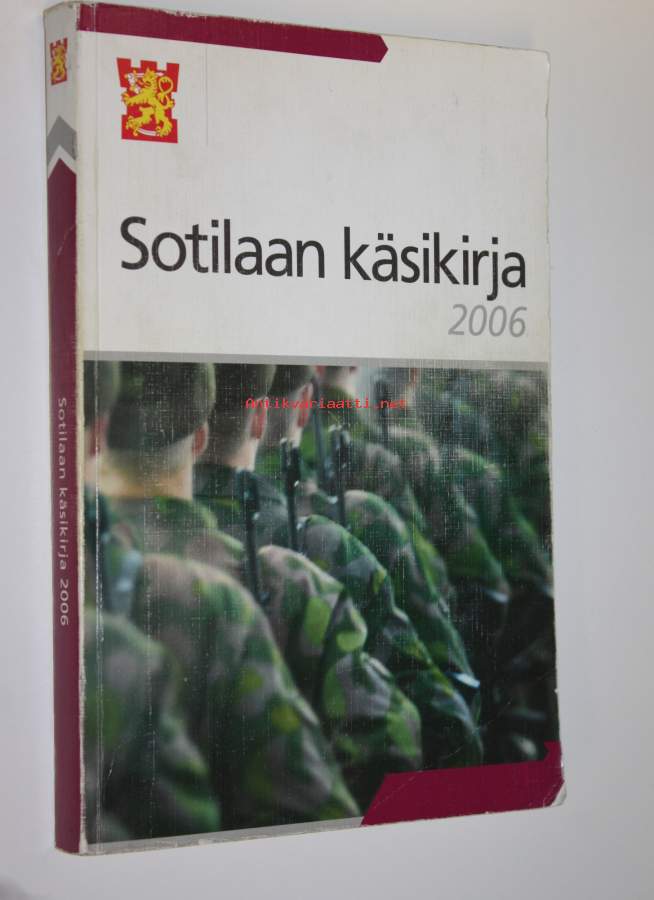 Sotilaan käsikirja
2006
Antikvariaatti.net
Sotilaan käsikirja 2006